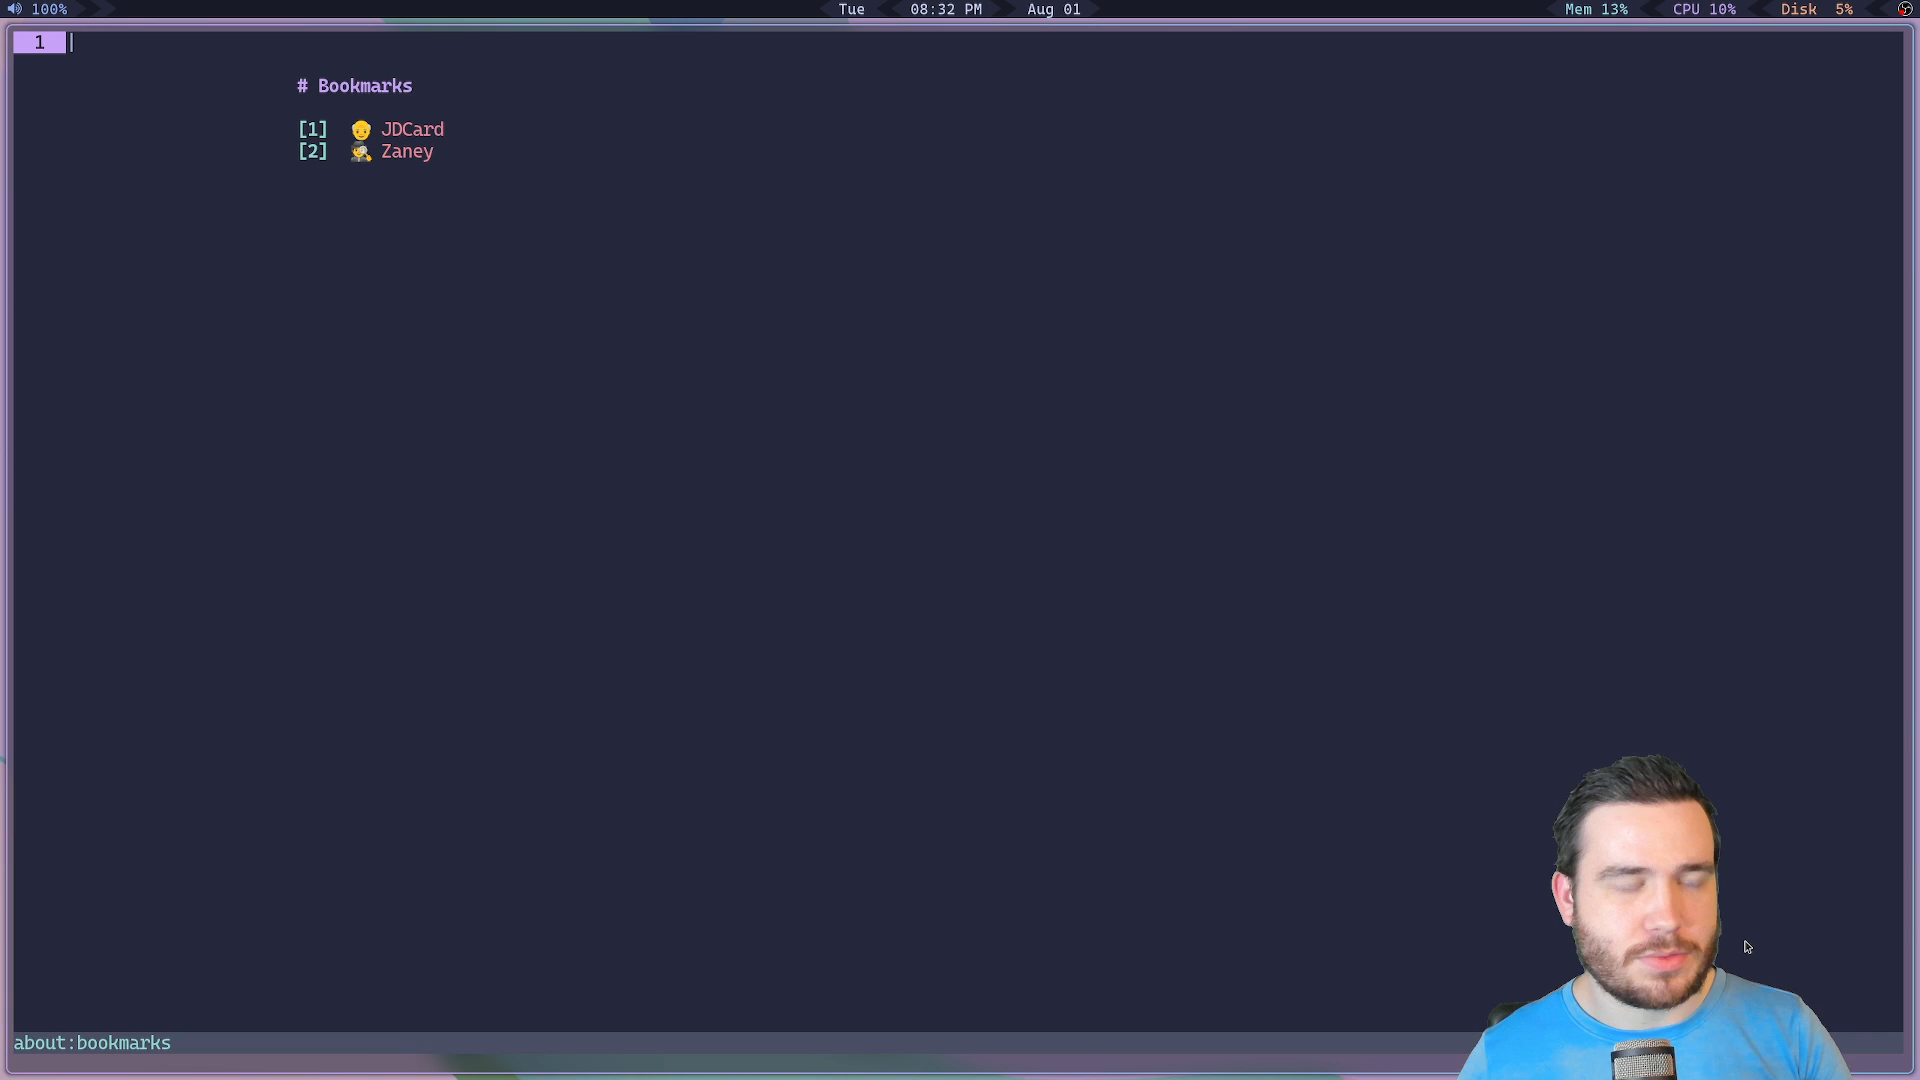 100%
Tue
08:32 PM
Aug 01
Mem 13%
CPU 10%
Disk 5%
1
# Bookmarks
[1] 👴 JDCard
[2] 🕵 Zaney
about:bookmarks